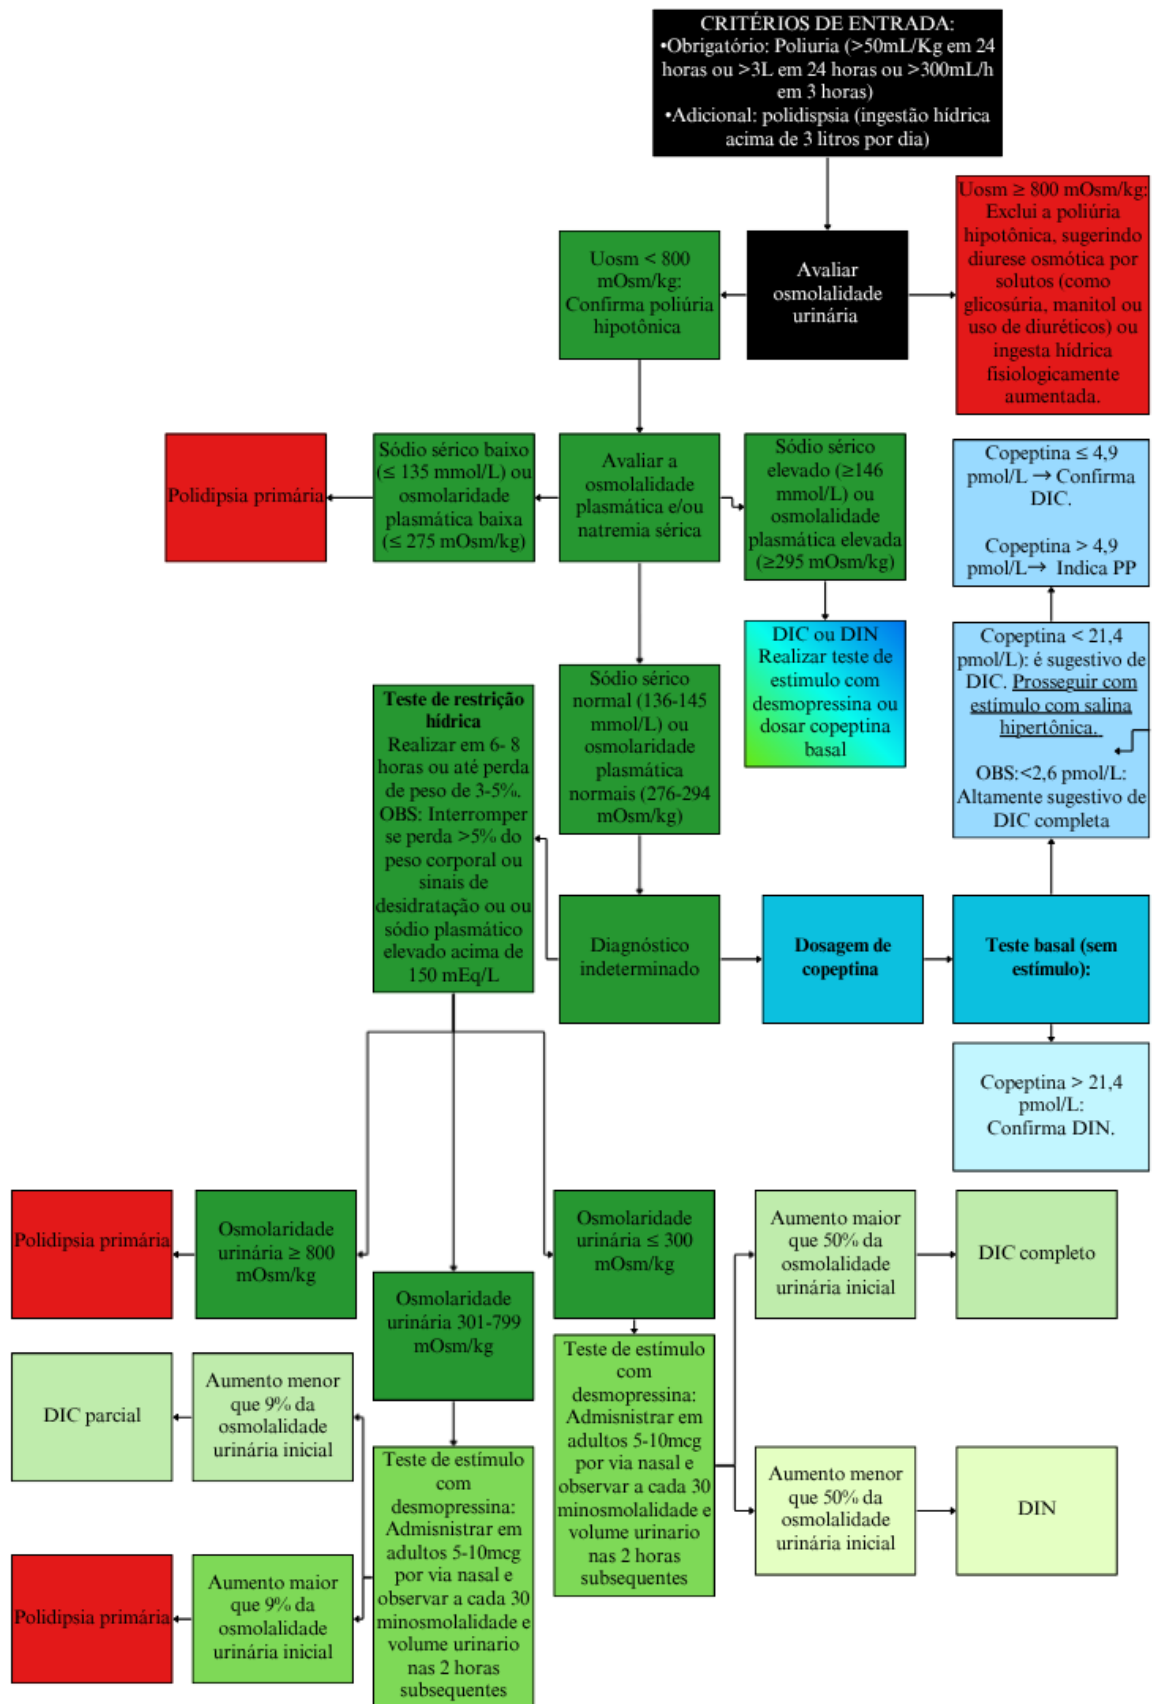 CRITÉRIOS DE ENTRADA:
•Obrigatório: Poliuria (>50mL/Kg em 24
horas ou >3L em 24 horas ou >300mL/h
em 3 horas)
•Adicional: polidispsia (ingestão hídrica
acima de 3 litros por dia)
Uosm < 800
mOsm/kg:
Confirma poliúria
hipotônica
Avaliar
osmolalidade
urinária
Uosm ≥ 800 mOsm/kg:
Exclui a poliúria
hipotônica, sugerindo
diurese osmótica por
solutos (como
glicosúria, manitol ou
uso de diuréticos) ou
ingesta hídrica
fisiologicamente
aumentada.
Polidipsia primária
Sódio sérico baixo
(≤ 135 mmol/L) ou
osmolaridade
plasmática baixa
(≤ 275 mOsm/kg)
Avaliar a
osmolalidade
plasmática e/ou
natremia sérica
Sódio sérico
elevado (≥146
mmol/L) ou
osmolalidade
plasmática elevada
(≥295 mOsm/kg)
Copeptina ≤ 4,9
pmol/L → Confirma
DIC.
Copeptina > 4,9
pmol/L→ Indica PP
DIC ou DIN
Realizar teste de
estimulo com
desmopressina ou
dosar copeptina
basal
Copeptina < 21,4
pmol/L): é sugestivo de
DIC. Prosseguir com
estímulo com salina
hipertônica.
OBS:<2,6 pmol/L:
Altamente sugestivo de
DIC completa
Sódio sérico
normal (136-145
mmol/L) ou
osmolaridade
plasmática
normais (276-294
mOsm/kg)
Teste de restrição
hídrica
Realizar em 6- 8
horas ou até perda
de peso de 3-5%.
OBS: Interromper
se perda >5% do
peso corporal ou
sinais de
desidratação ou ou
sódio plasmático
elevado acima de
150 mEq/L
Diagnóstico
indeterminado
Dosagem de
copeptina
Teste basal (sem
estímulo):
Copeptina > 21,4
pmol/L:
Confirma DIN.
Polidipsia primária
Osmolaridade
urinária ≥ 800
mOsm/kg
Osmolaridade
urinária 301-799
mOsm/kg
Osmolaridade
urinária ≤ 300
mOsm/kg
Aumento maior
que 50% da
osmolalidade
urinária inicial
DIC completo
DIC parcial
Aumento menor
que 9% da
osmolalidade
urinária inicial
Teste de estímulo
com
desmopressina:
Admisnistrar em
adultos 5-10mcg
por via nasal e
observar a cada 30
minosmolalidade e
volume urinario
nas 2 horas
subsequentes
Teste de estímulo
com
desmopressina:
Admisnistrar em
adultos 5-10mcg
por via nasal e
observar a cada 30
minosmolalidade e
volume urinario
nas 2 horas
subsequentes
Aumento menor
que 50% da
osmolalidade
urinária inicial
DIN
Polidipsia primária
Aumento maior
que 9% da
osmolalidade
urinária inicial